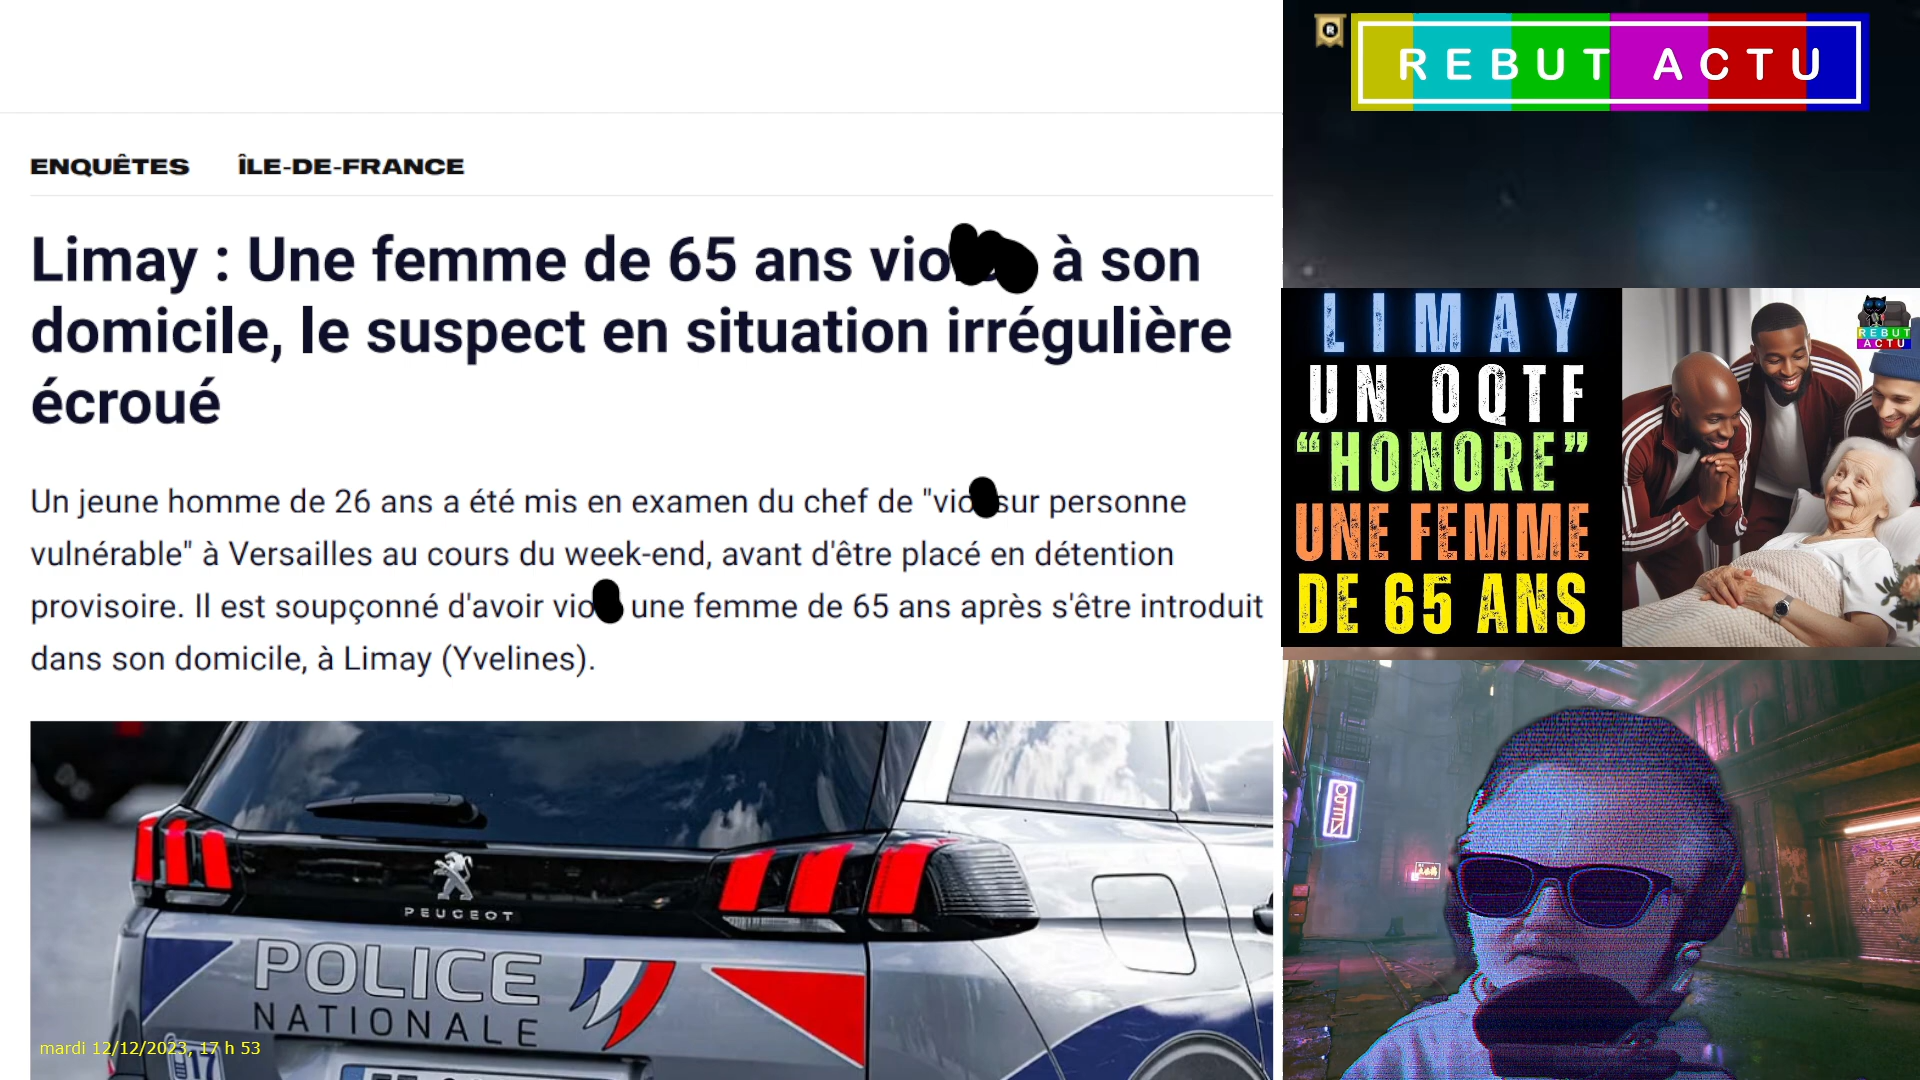 ENQUÊTES ÎLE-DE-FRANCE
Limay : Une femme de 65 ans vio à son
domicile, le suspect en situation irrégulière
écroué
Un jeune homme de 26 ans a été mis en examen du chef de "vio sur personne
vulnérable" à Versailles au cours du week-end, avant d'être placé en détention
provisoire. Il est soupçonné d'avoir vio une femme de 65 ans après s'être introduit
dans son domicile, à Limay (Yvelines).
PEUGEOT
POLICE
NATIONALE
mardi 12/12/2023, 17 h 53
R
REBUT ACTU
LIMAY
UN OQTF
“HONORE”
UNE FEMME
DE 65 ANS
REBUT
ACTU